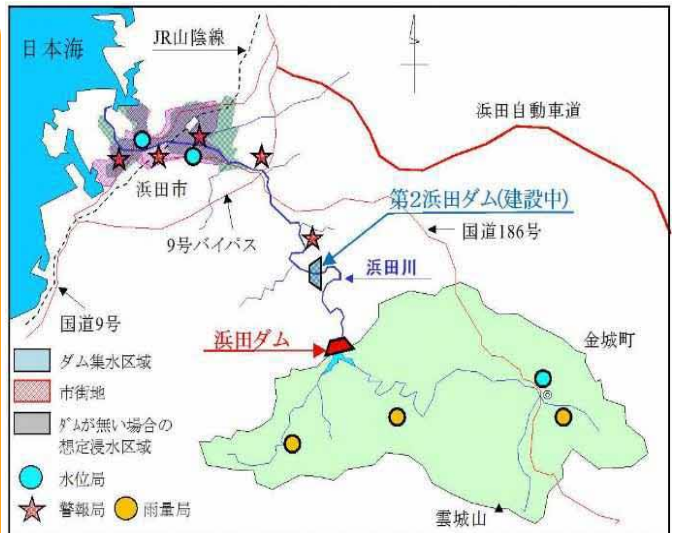 日本海
JR山陰線
浜田自動車道
浜田市
第2浜田ダム(建設中)
9号バイパス
国道186号
浜田川
国道9号
浜田ダム
金城町
ダム集水区域
市街地
ダムが無い場合の
想定浸水区域
水位局
警報局
雨量局
雲城山